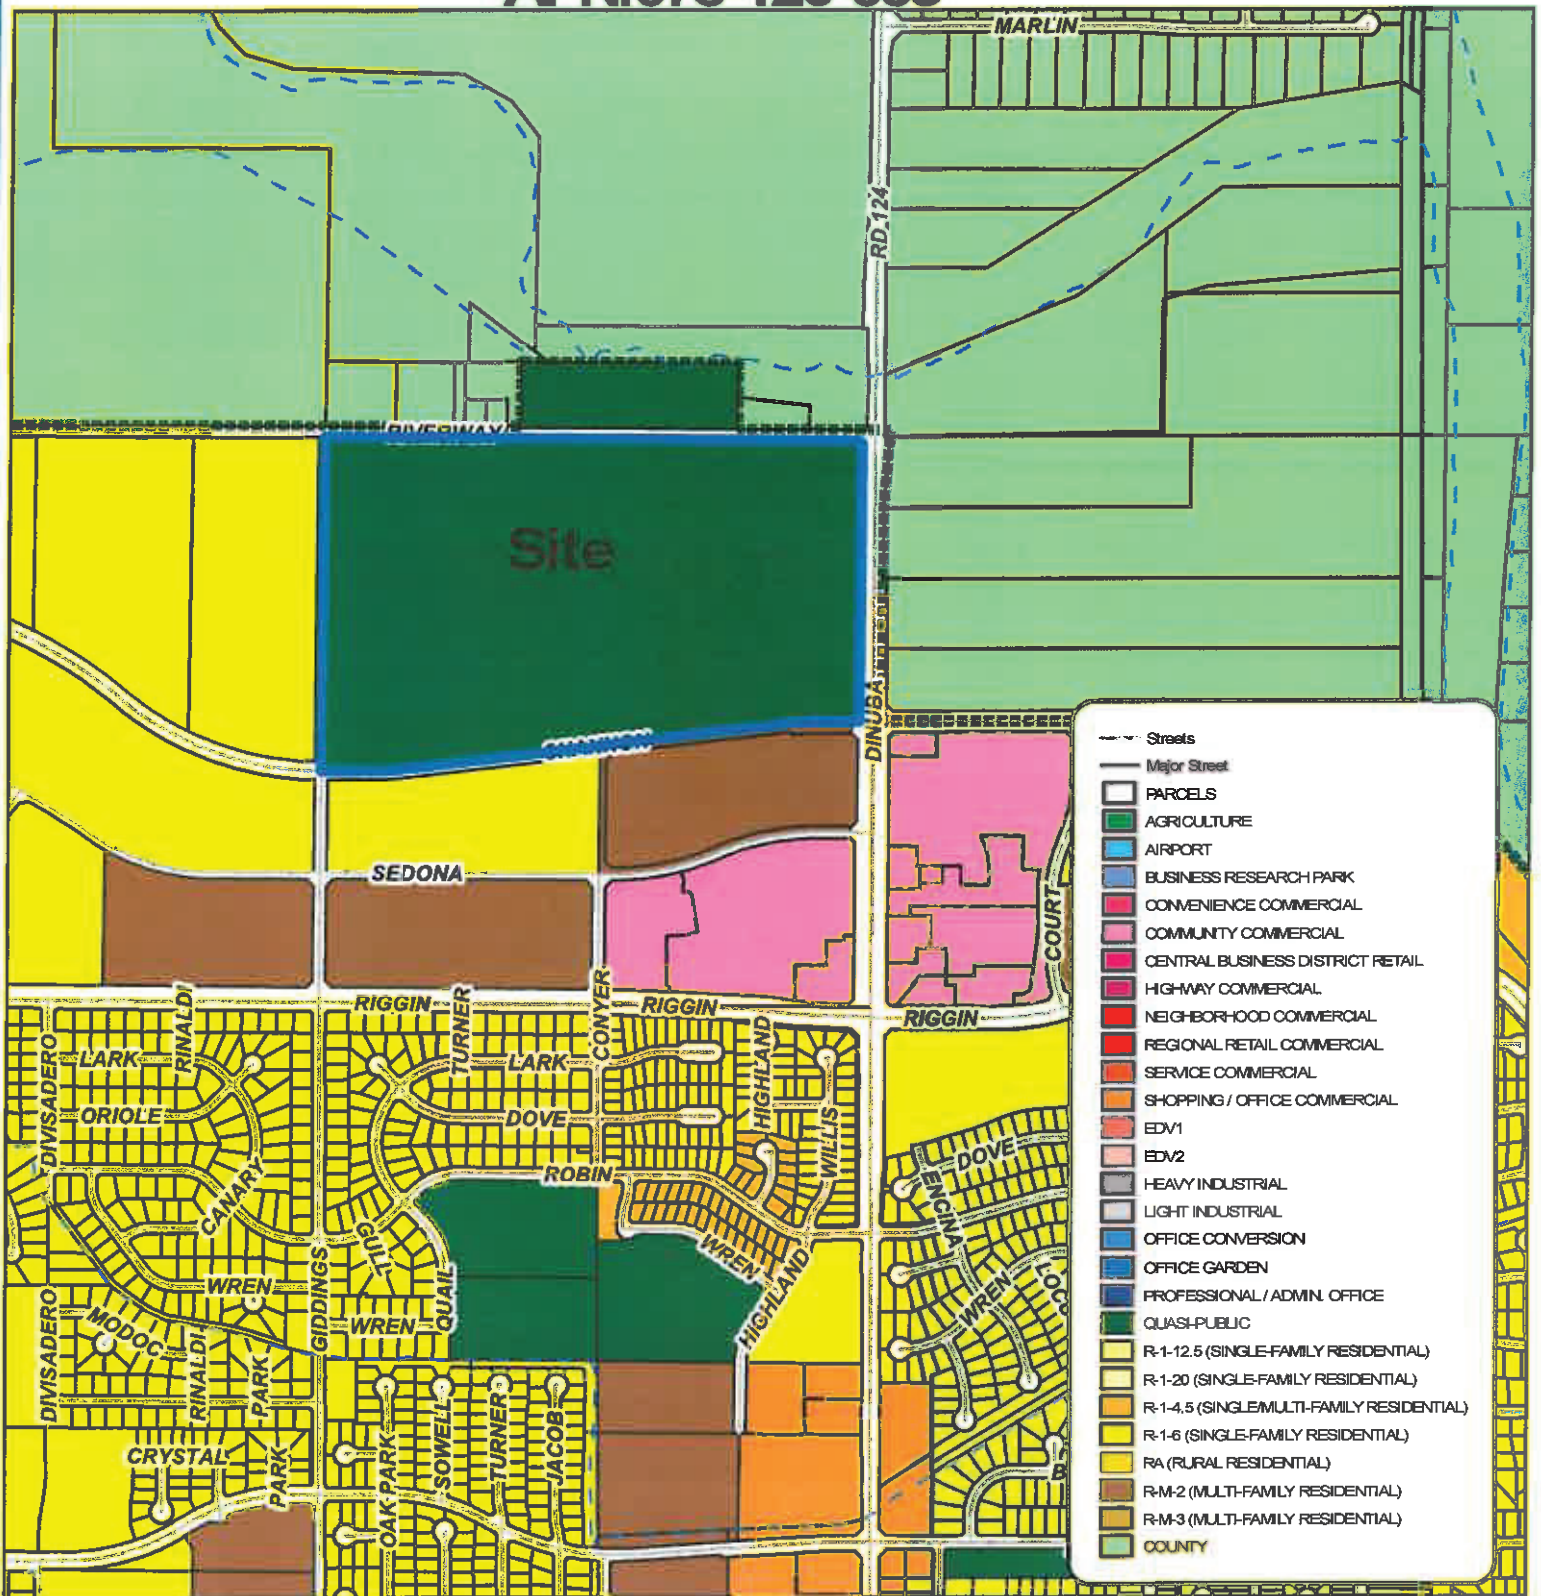 MARLIN
RD 124
RIVERWAY
Site
SHANNON
DINUBA
SEDONA
COURT
RIGGIN
RIGGIN
RIGGIN
RINALDI
TURNER
CONYER
HIGHLAND
DIVISADERO
LARK
LARK
ORIOLE
DOVE
WILLIS
DOVE
ROBIN
CANARY
GULL
ENCINA
WREN
WREN
WREN
WREN
QUAIL
GIDDINGS
HIGHLAND
DIVISADERO
MODOC
RINALDI
PARK
CRYSTAL
PARK
OAK PARK
SOWELL
TURNER
JACOB
Streets
Major Street
PARCELS
AGRICULTURE
AIRPORT
BUSINESS RESEARCH PARK
CONVENIENCE COMMERCIAL
COMMUNITY COMMERCIAL
CENTRAL BUSINESS DISTRICT RETAIL
HIGHWAY COMMERCIAL
NEIGHBORHOOD COMMERCIAL
REGIONAL RETAIL COMMERCIAL
SERVICE COMMERCIAL
SHOPPING / OFFICE COMMERCIAL
EDV1
EDV2
HEAVY INDUSTRIAL
LIGHT INDUSTRIAL
OFFICE CONVERSION
OFFICE GARDEN
PROFESSIONAL / ADMIN. OFFICE
QUASI-PUBLIC
R-1-12.5 (SINGLE-FAMILY RESIDENTIAL)
R-1-20 (SINGLE-FAMILY RESIDENTIAL)
R-1-4.5 (SINGLE/MULTI-FAMILY RESIDENTIAL)
R-1-6 (SINGLE-FAMILY RESIDENTIAL)
RA (RURAL RESIDENTIAL)
R-M-2 (MULTI-FAMILY RESIDENTIAL)
R-M-3 (MULTI-FAMILY RESIDENTIAL)
COUNTY